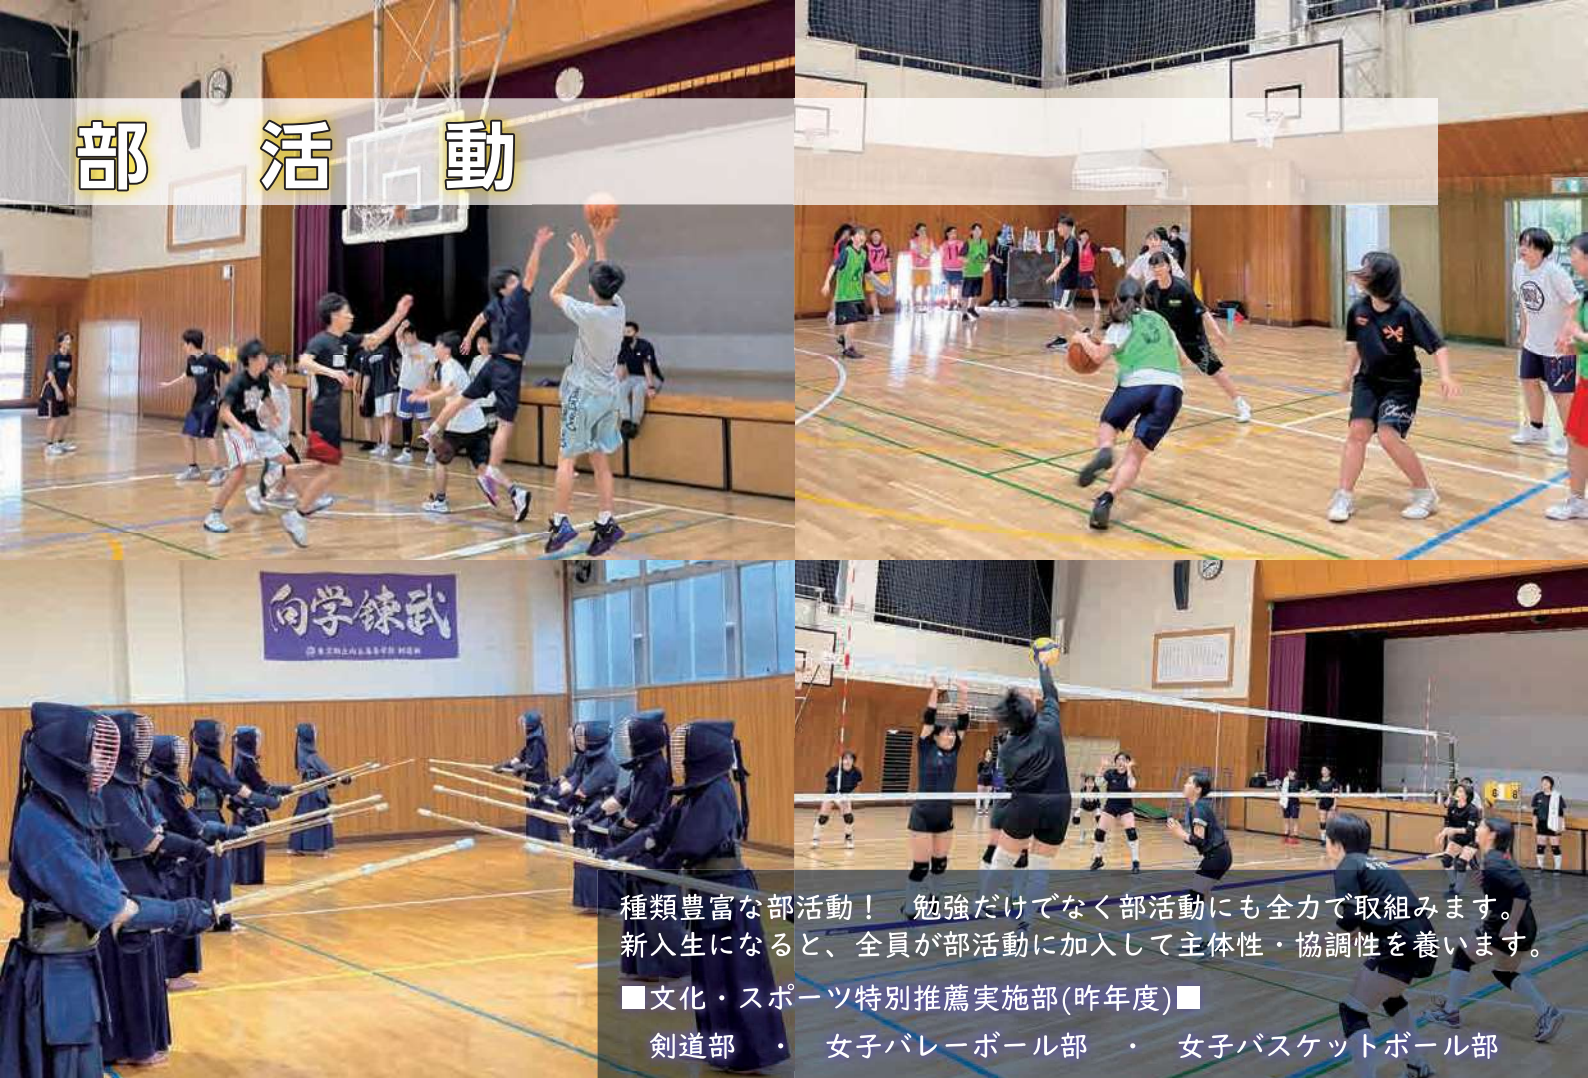 部活動
向学錬武
種類豊富な部活動！　勉強だけでなく部活動にも全力で取組みます。
新入生になると、全員が部活動に加入して主体性・協調性を養います。
■文化・スポーツ特別推薦実施部(昨年度)■
剣道部　・　女子バレーボール部　・　女子バスケットボール部